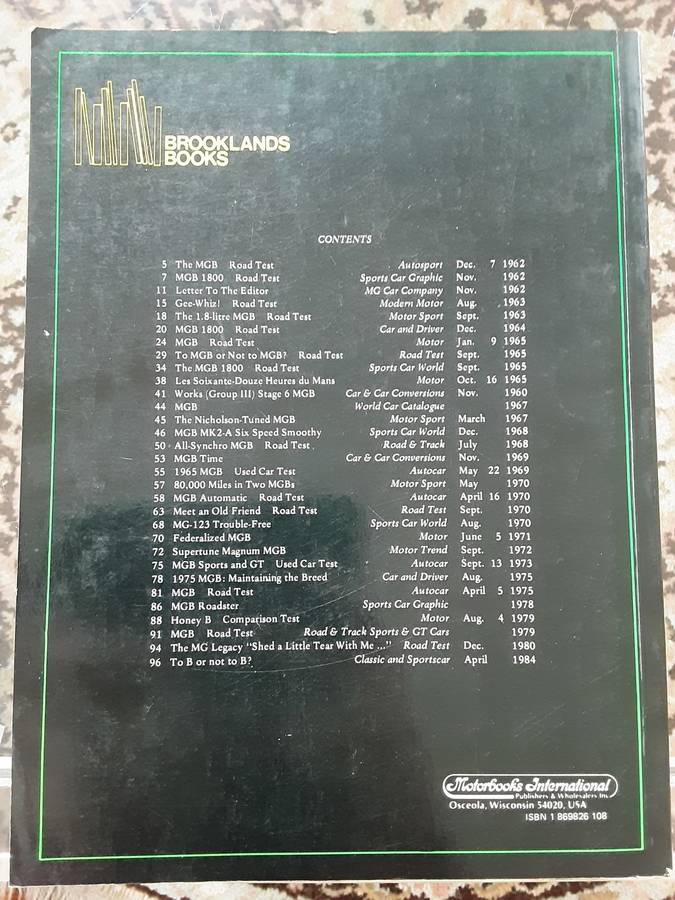 BROOKLANDS
BOOKS
CONTENTS
5 The MGB Road Test Autosport Dec. 7 1962
7 MGB 1800 Road Test Sports Car Graphic Nov. 1962
11 Letter To The Editor MG Car Company Nov. 1962
15 Gee-Whiz! Road Test Modern Motor Aug. 1963
18 The 1.8-litre MGB Road Test Motor Sport Sept. 1963
20 MGB 1800 Road Test Car and Driver Dec. 1964
24 MGB Road Test Motor Jan. 9 1965
29 To MGB or Not to MGB? Road Test Road Test Sept. 1965
34 The MGB 1800 Road Test Sports Car World Sept. 1965
38 Les Soixante-Douze Heures du Mans Motor Oct. 16 1965
41 Works (Group III) Stage 6 MGB Car & Car Conversions Nov. 1960
44 MGB World Car Catalogue 1967
45 The Nicholson-Tuned MGB Motor Sport March 1967
46 MGB MK2-A Six Speed Smoothy Sports Car World Dec. 1968
50 All-Synchro MGB Road Test Road & Track July 1968
53 MGB Time Car & Car Conversions Nov. 1969
55 1965 MGB Used Car Test Autocar May 22 1969
57 80,000 Miles in Two MGBs Motor Sport May 1970
58 MGB Automatic Road Test Autocar April 16 1970
63 Meet an Old Friend Road Test Road Test Sept. 1970
68 MG-123 Trouble-Free Sports Car World Aug. 1970
70 Federalized MGB Motor June 5 1971
72 Supertune Magnum MGB Motor Trend Sept. 1972
75 MGB Sports and GT Used Car Test Autocar Sept. 13 1973
78 1975 MGB: Maintaining the Breed Car and Driver Aug. 1975
81 MGB Road Test Autocar April 5 1975
86 MGB Roadster Sports Car Graphic 1978
88 Honey B Comparison Test Motor Aug. 4 1979
91 MGB Road Test Road & Track Sports & GT Cars 1979
94 The MG Legacy "Shed a Little Tear With Me ..." Road Test Dec. 1980
96 To B or not to B? Classic and Sportscar April 1984
Motorbooks International
Publishers & Wholesalers Inc
Osceola, Wisconsin 54020, USA
ISBN 1 869826 108